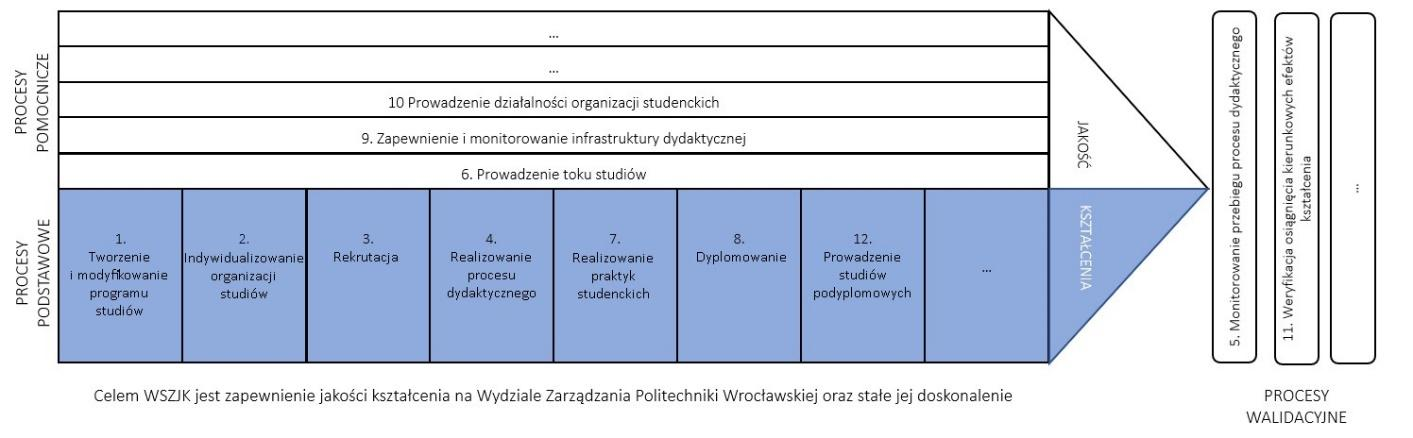 PROCESY
POMOCNICZE
...
...
10 Prowadzenie działalności organizacji studenckich
9. Zapewnienie i monitorowanie infrastruktury dydaktycznej
6. Prowadzenie toku studiów
PROCESY
PODSTAWOWE
1.
Tworzenie
i modyfikowanie
programu
studiów
2.
Indywidualizowanie
organizacji
studiów
3.
Rekrutacja
4.
Realizowanie
procesu
dydaktycznego
7.
Realizowanie
praktyk
studenckich
8.
Dyplomowanie
12.
Prowadzenie
studiów
podyplomowych
...
JAKOŚĆ
KSZTAŁCENIA
5. Monitorowanie przebiegu procesu dydaktycznego
11. Weryfikacja osiągnięcia kierunkowych efektów
kształcenia
...
Celem WSZJK jest zapewnienie jakości kształcenia na Wydziale Zarządzania Politechniki Wrocławskiej oraz stałe jej doskonalenie
PROCESY
WALIDACYJNE